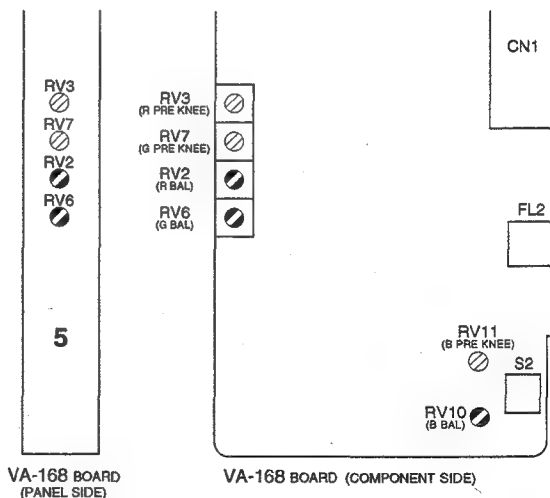 RV3
RV7
RV2
RV6
5
VA-168 BOARD
(PANEL SIDE)
RV3
(R PRE KNEE)
RV7
(G PRE KNEE)
RV2
(R BAL)
RV6
(G BAL)
CN1
FL2
RV11
(B PRE KNEE)
S2
RV10
(B BAL)
VA-168 BOARD (COMPONENT SIDE)